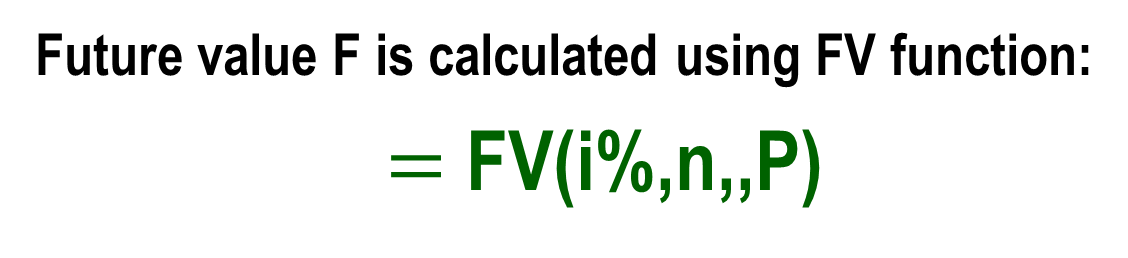 Future value F is calculated using FV function:
= FV(i%,n,,P)